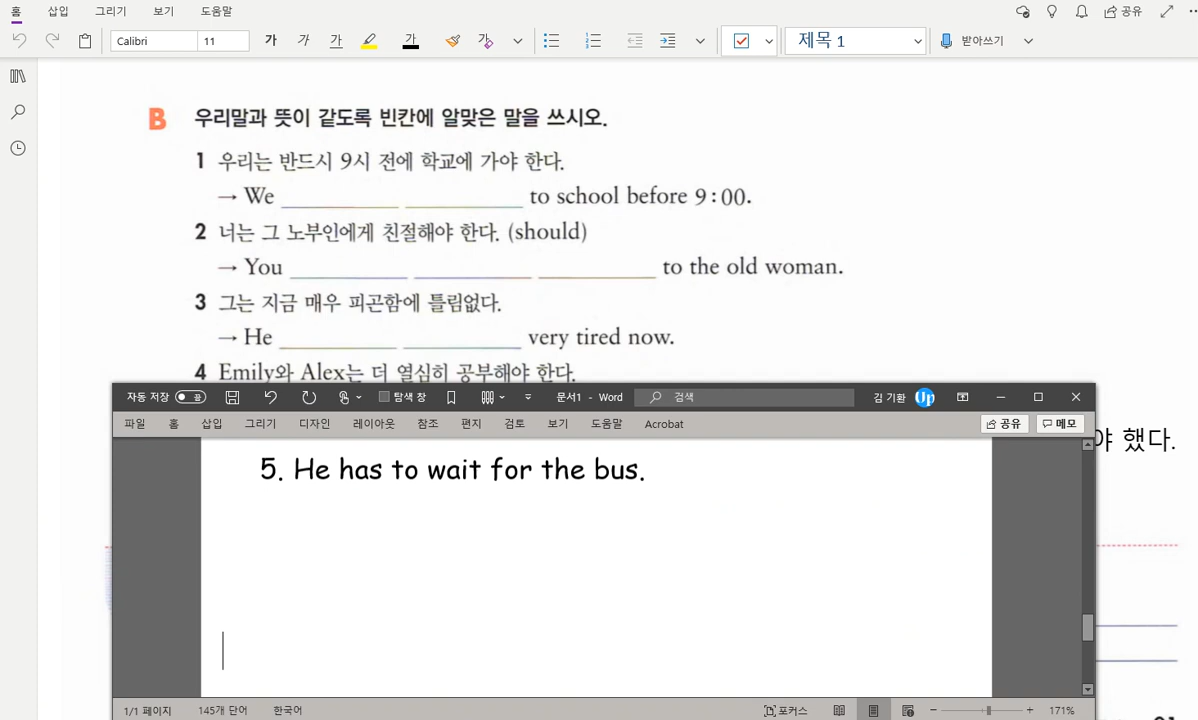 홈 삽입 그리기 보기 도움말 공유
Calibri 11 가 가 가 가 가 제목 1 받아쓰기
B 우리말과 뜻이 같도록 빈칸에 알맞은 말을 쓰시오.
1 우리는 반드시 9시 전에 학교에 가야 한다.
→ We ________ ________ to school before 9:00.
2 너는 그 노부인에게 친절해야 한다. (should)
→ You ________ ________ ________ to the old woman.
3 그는 지금 매우 피곤함에 틀림없다.
→ He ________ ________ very tired now.
4 Emily와 Alex는 더 열심히 공부해야 한다.
자동 저장 끔 탐색 창 문서1 - Word 검색 김 기환 Up
파일 홈 삽입 그리기 디자인 레이아웃 참조 편지 검토 보기 도움말 Acrobat 공유 메모
야 했다.
5. He has to wait for the bus.
1/1 페이지 145개 단어 한국어 포커스 171%